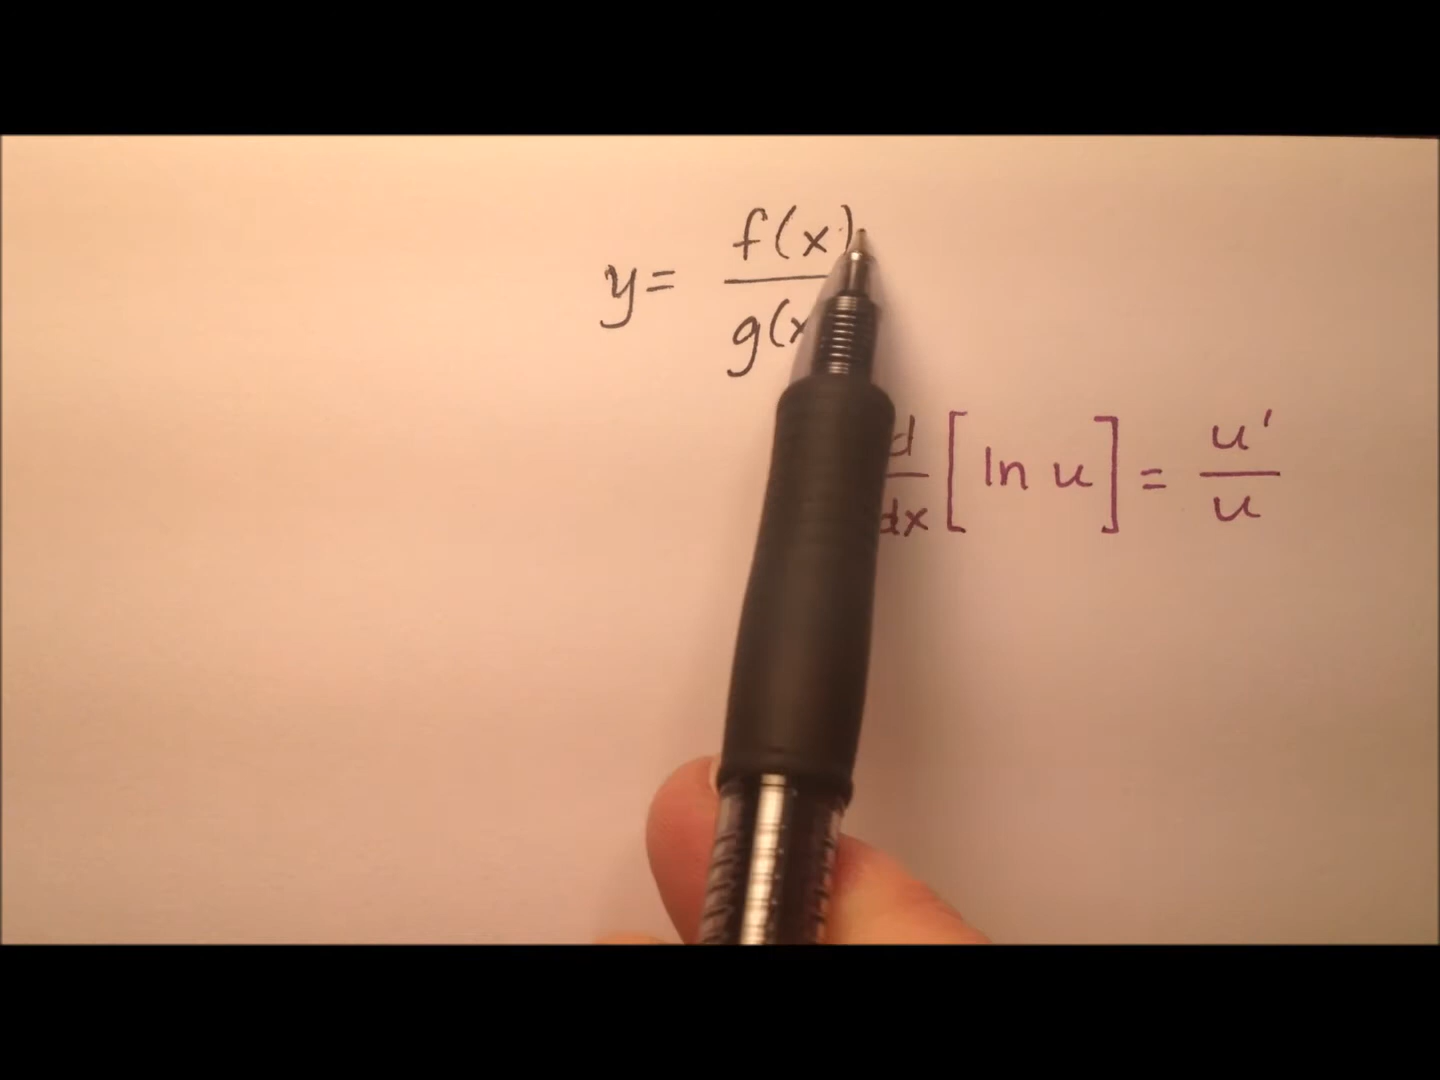 y = f(x)/g(x
d/dx [ln u] = u'/u